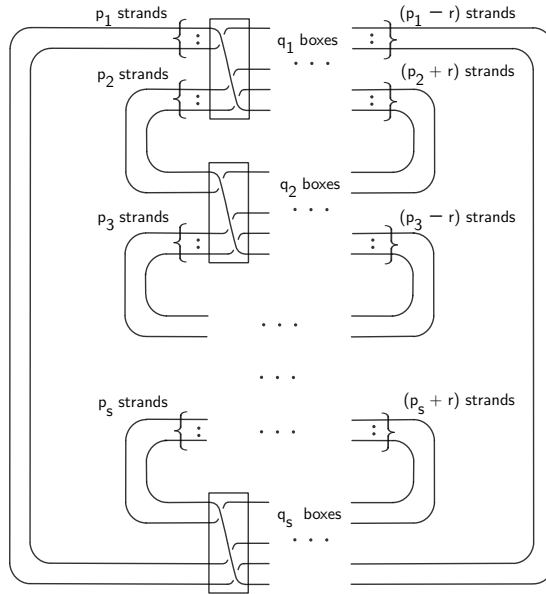 p₁ strands
(p₁ − r) strands
q₁ boxes
. . .
p₂ strands
(p₂ + r) strands
q₂ boxes
. . .
p₃ strands
(p₃ − r) strands
. . .
. . .
pₛ strands
(pₛ + r) strands
. . .
qₛ boxes
. . .